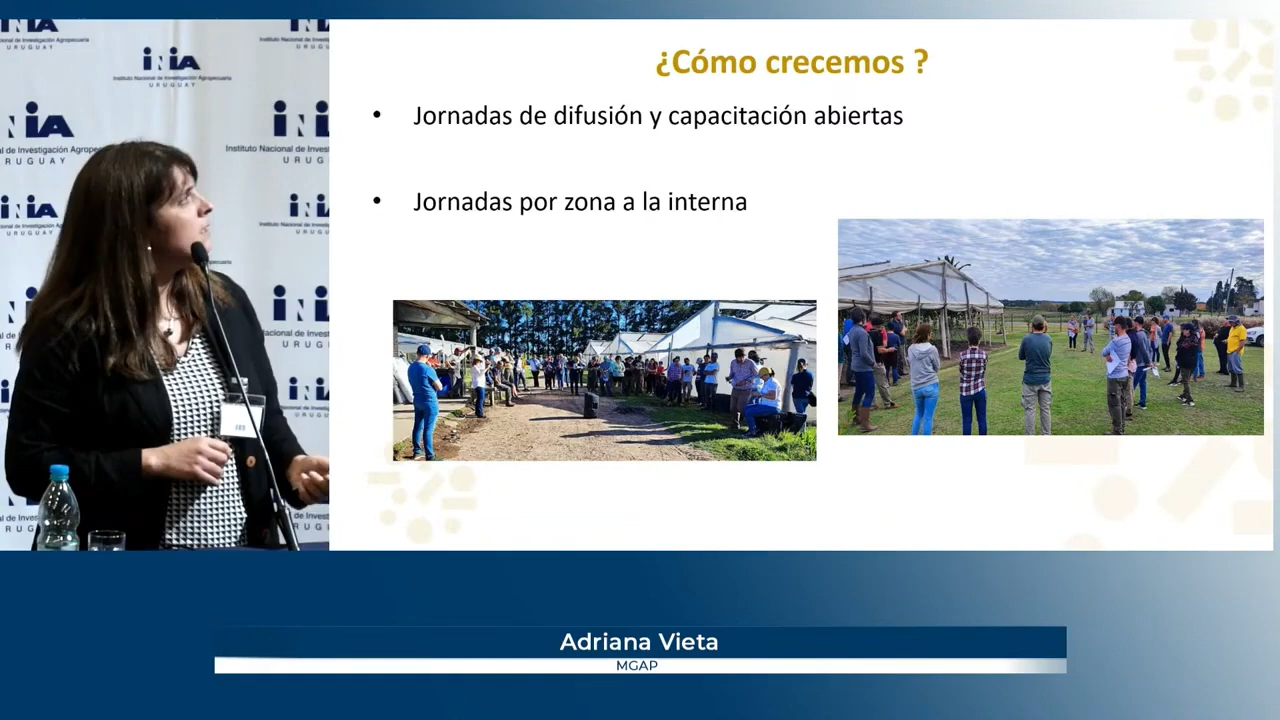 INIA
Instituto Nacional de Investigación Agropecuaria
URUGUAY
¿Cómo crecemos ?
• Jornadas de difusión y capacitación abiertas
• Jornadas por zona a la interna
Adriana Vieta
MGAP